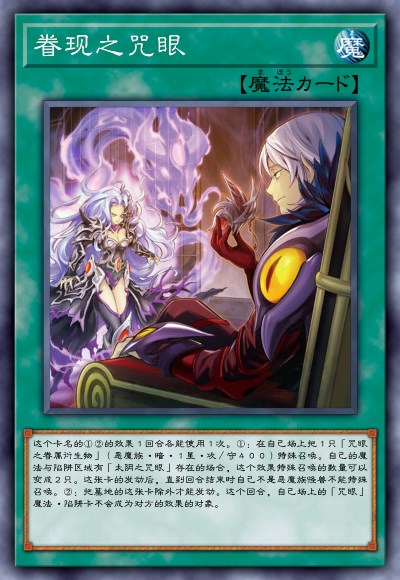 眷现之咒眼
魔
【魔法カード】
まほう
这个卡名的①②的效果1回合各能使用1次。①：在自己场上把1只「咒眼
之眷属衍生物」（恶魔族·暗·1星·攻/守400）特殊召唤。自己的魔
法与陷阱区域有「太阴之咒眼」存在的场合，这个效果特殊召唤的数量可以
变成2只。这张卡的发动后，直到回合结束时自己不是恶魔族怪兽不能特殊
召唤。②：把墓地的这张卡除外才能发动。这个回合，自己场上的「咒眼」
魔法·陷阱卡不会成为对方的效果的对象。